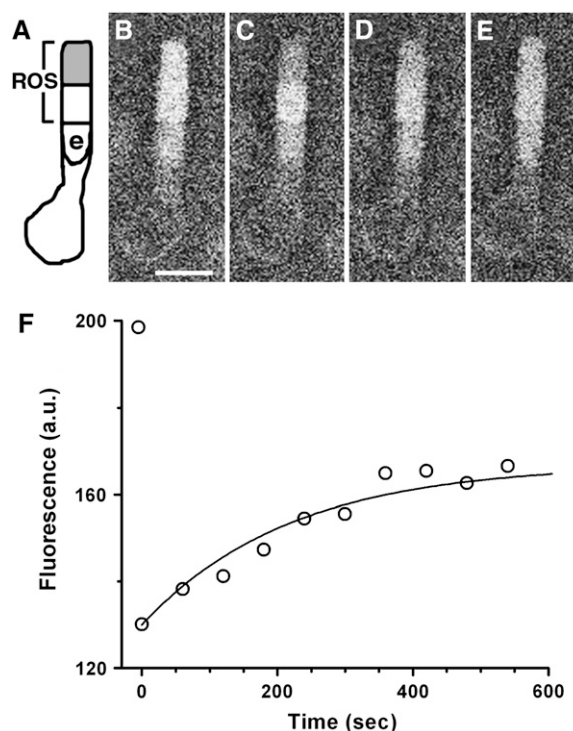 A
B
C
D
E
ROS
e
F
200
160
120
Fluorescence (a.u.)
0
200
400
600
Time (sec)